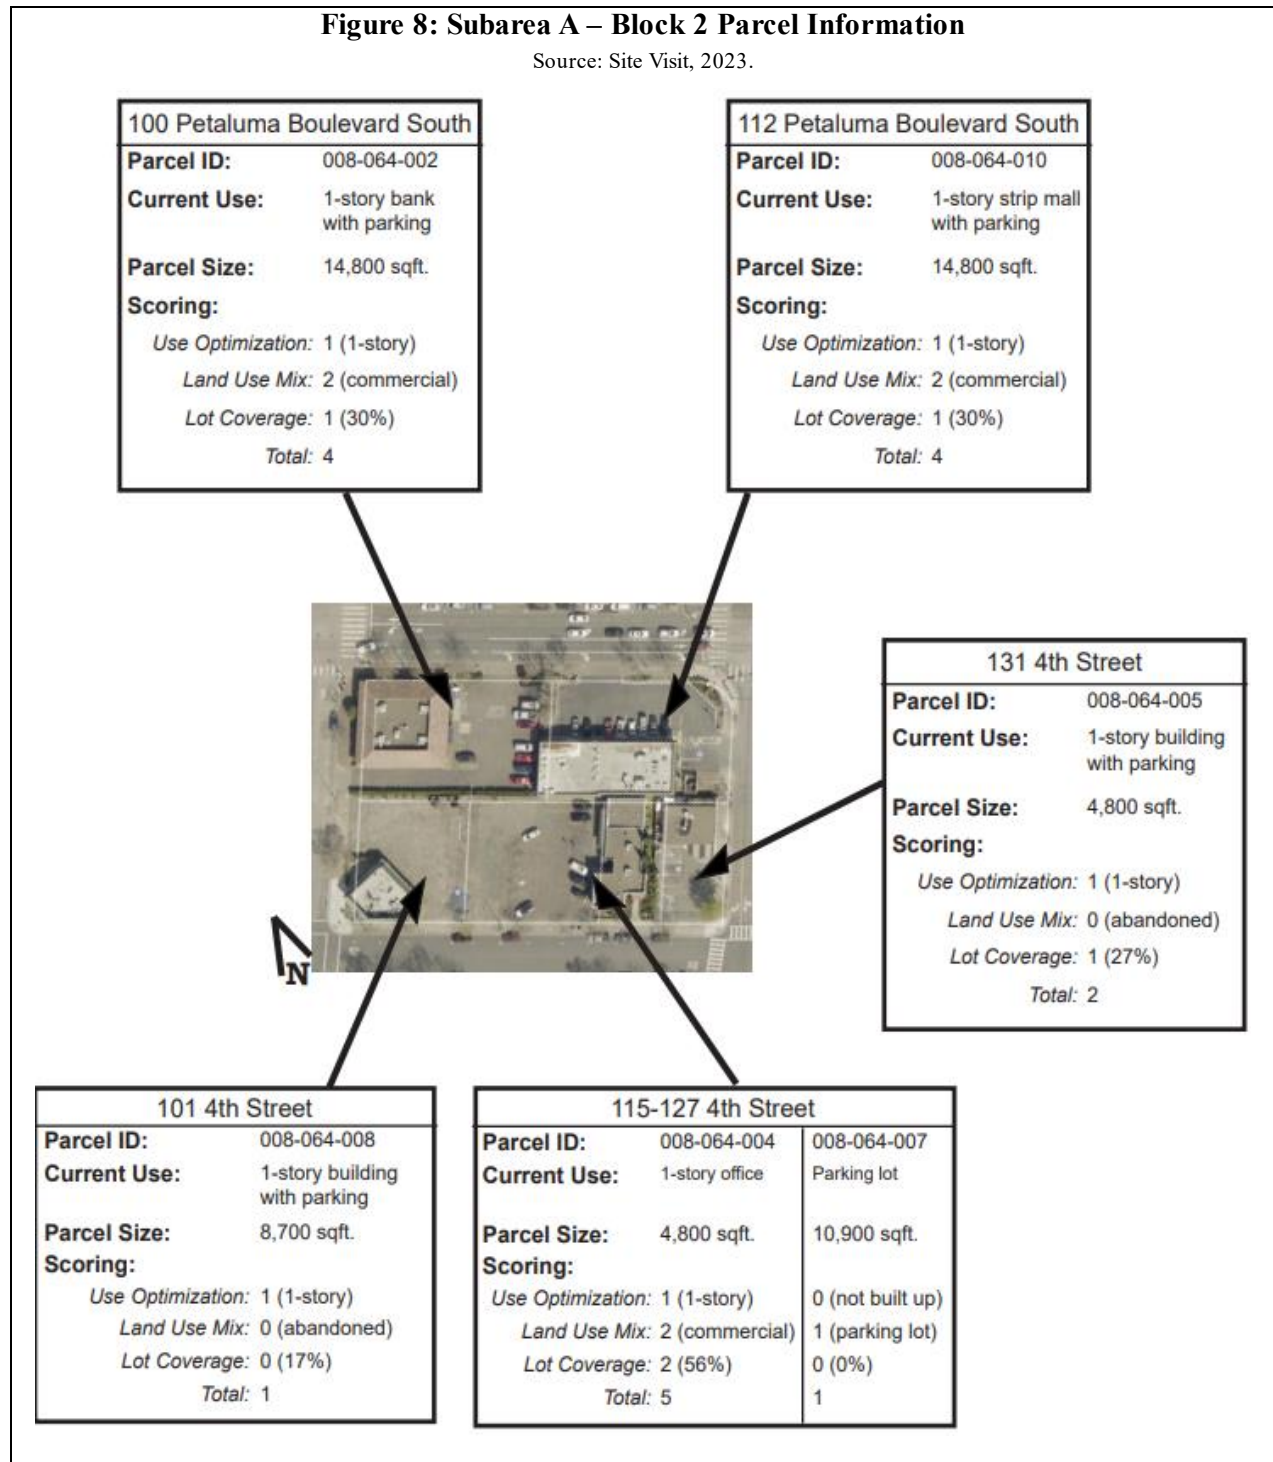 Figure 8: Subarea A – Block 2 Parcel Information
Source: Site Visit, 2023.
100 Petaluma Boulevard South
Parcel ID: 008-064-002
Current Use: 1-story bank
with parking
Parcel Size: 14,800 sqft.
Scoring:
Use Optimization: 1 (1-story)
Land Use Mix: 2 (commercial)
Lot Coverage: 1 (30%)
Total: 4
112 Petaluma Boulevard South
Parcel ID: 008-064-010
Current Use: 1-story strip mall
with parking
Parcel Size: 14,800 sqft.
Scoring:
Use Optimization: 1 (1-story)
Land Use Mix: 2 (commercial)
Lot Coverage: 1 (30%)
Total: 4
131 4th Street
Parcel ID: 008-064-005
Current Use: 1-story building
with parking
Parcel Size: 4,800 sqft.
Scoring:
Use Optimization: 1 (1-story)
Land Use Mix: 0 (abandoned)
Lot Coverage: 1 (27%)
Total: 2
N
101 4th Street
Parcel ID: 008-064-008
Current Use: 1-story building
with parking
Parcel Size: 8,700 sqft.
Scoring:
Use Optimization: 1 (1-story)
Land Use Mix: 0 (abandoned)
Lot Coverage: 0 (17%)
Total: 1
115-127 4th Street
Parcel ID: 008-064-004 008-064-007
Current Use: 1-story office Parking lot
Parcel Size: 4,800 sqft. 10,900 sqft.
Scoring:
Use Optimization: 1 (1-story) 0 (not built up)
Land Use Mix: 2 (commercial) 1 (parking lot)
Lot Coverage: 2 (56%) 0 (0%)
Total: 5 1